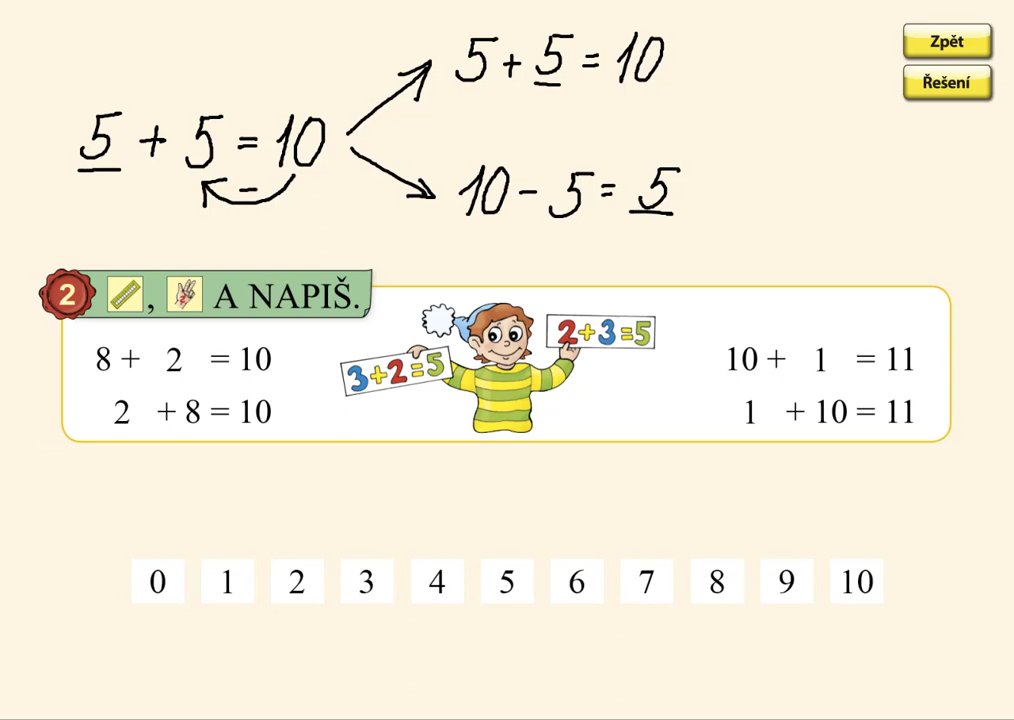 5 + 5 = 10
Zpět
5 + 5 = 10
Řešení
-
10 - 5 = 5
2 , 2 A NAPIŠ.
8 + 2 = 10
3+2=5
2+3=5
10 + 1 = 11
2 + 8 = 10
1 + 10 = 11
0 1 2 3 4 5 6 7 8 9 10